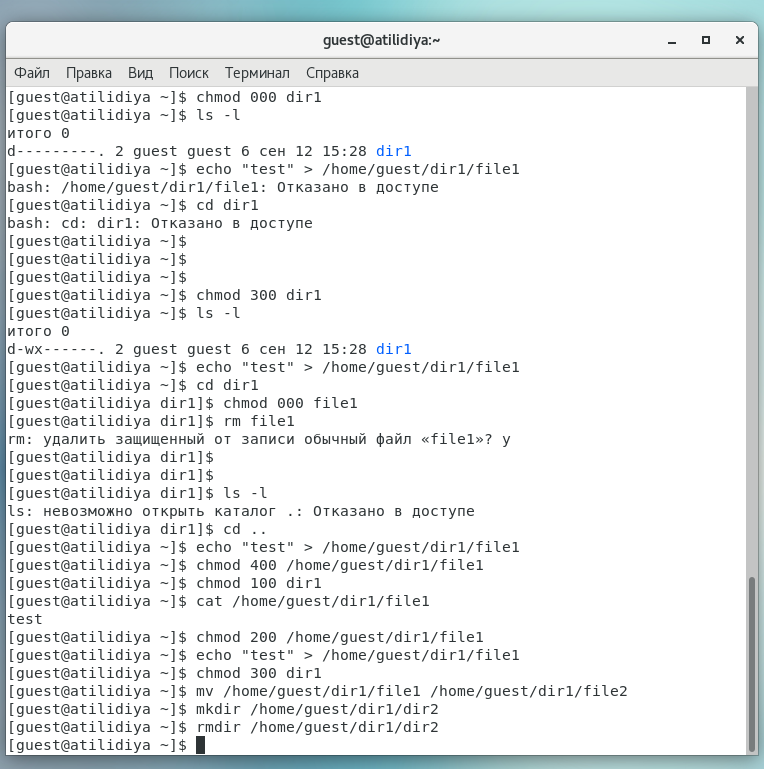 guest@atilidiya:~
Файл Правка Вид Поиск Терминал Справка
[guest@atilidiya ~]$ chmod 000 dir1
[guest@atilidiya ~]$ ls -l
итого 0
d---------. 2 guest guest 6 сен 12 15:28 dir1
[guest@atilidiya ~]$ echo "test" > /home/guest/dir1/file1
bash: /home/guest/dir1/file1: Отказано в доступе
[guest@atilidiya ~]$ cd dir1
bash: cd: dir1: Отказано в доступе
[guest@atilidiya ~]$
[guest@atilidiya ~]$
[guest@atilidiya ~]$
[guest@atilidiya ~]$ chmod 300 dir1
[guest@atilidiya ~]$ ls -l
итого 0
d-wx------. 2 guest guest 6 сен 12 15:28 dir1
[guest@atilidiya ~]$ echo "test" > /home/guest/dir1/file1
[guest@atilidiya ~]$ cd dir1
[guest@atilidiya dir1]$ chmod 000 file1
[guest@atilidiya dir1]$ rm file1
rm: удалить защищенный от записи обычный файл «file1»? y
[guest@atilidiya dir1]$
[guest@atilidiya dir1]$
[guest@atilidiya dir1]$ ls -l
ls: невозможно открыть каталог .: Отказано в доступе
[guest@atilidiya dir1]$ cd ..
[guest@atilidiya ~]$ echo "test" > /home/guest/dir1/file1
[guest@atilidiya ~]$ chmod 400 /home/guest/dir1/file1
[guest@atilidiya ~]$ chmod 100 dir1
[guest@atilidiya ~]$ cat /home/guest/dir1/file1
test
[guest@atilidiya ~]$ chmod 200 /home/guest/dir1/file1
[guest@atilidiya ~]$ echo "test" > /home/guest/dir1/file1
[guest@atilidiya ~]$ chmod 300 dir1
[guest@atilidiya ~]$ mv /home/guest/dir1/file1 /home/guest/dir1/file2
[guest@atilidiya ~]$ mkdir /home/guest/dir1/dir2
[guest@atilidiya ~]$ rmdir /home/guest/dir1/dir2
[guest@atilidiya ~]$